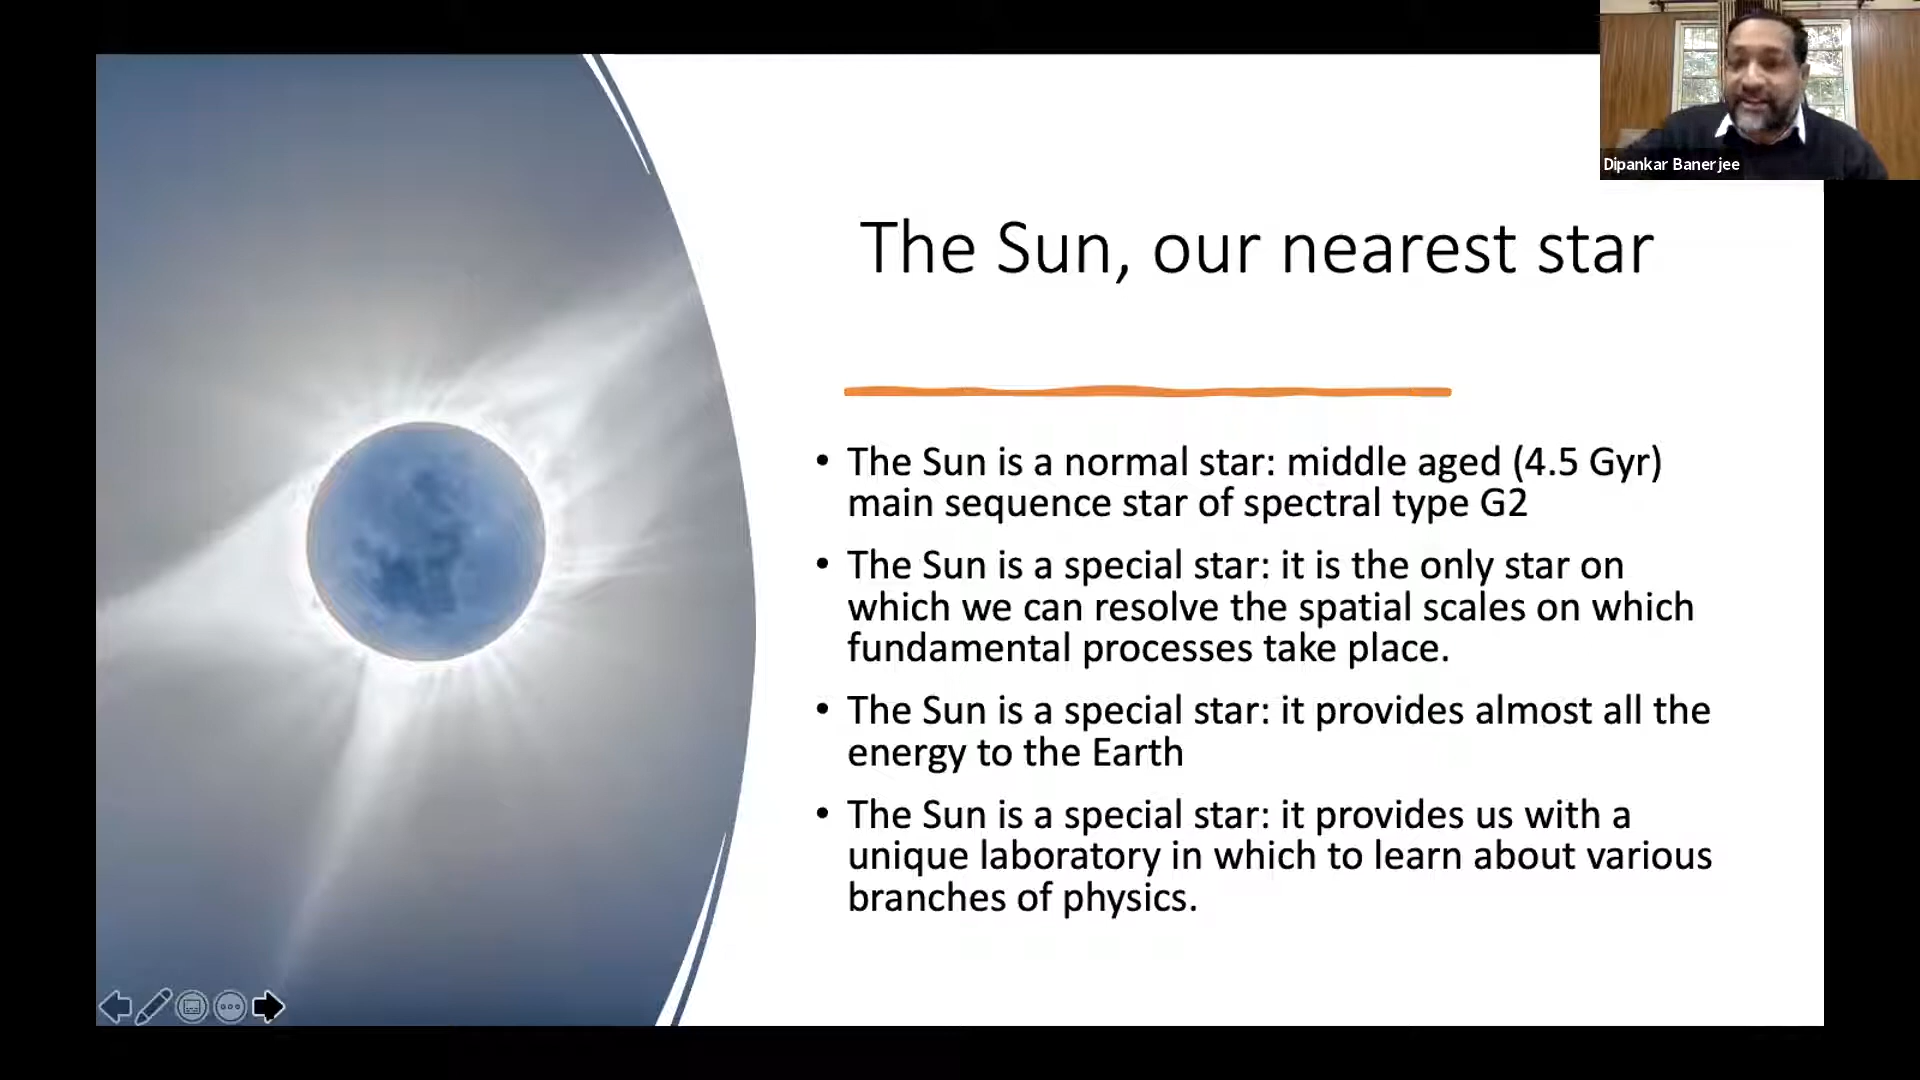 Dipankar Banerjee
The Sun, our nearest star
• The Sun is a normal star: middle aged (4.5 Gyr)
main sequence star of spectral type G2
• The Sun is a special star: it is the only star on
which we can resolve the spatial scales on which
fundamental processes take place.
• The Sun is a special star: it provides almost all the
energy to the Earth
• The Sun is a special star: it provides us with a
unique laboratory in which to learn about various
branches of physics.